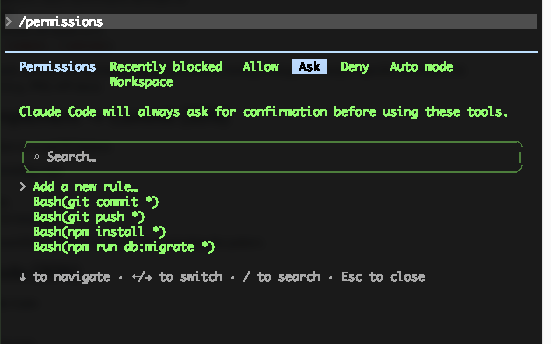 > /permissions
Permissions Recently blocked Allow Ask Deny Auto mode
Workspace
Claude Code will always ask for confirmation before using these tools.
⌕ Search…
> Add a new rule…
Bash(git commit *)
Bash(git push *)
Bash(npm install *)
Bash(npm run db:migrate *)
↓ to navigate · ←/→ to switch · / to search · Esc to close